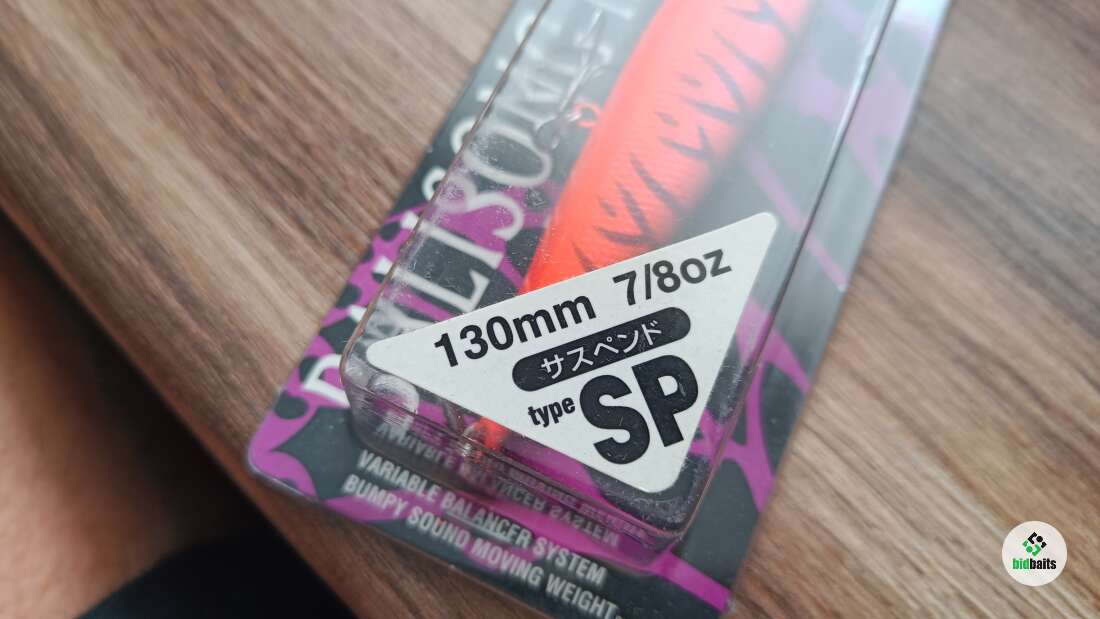 130mm 7/8oz
サスペンド
type SP
VARIABLE BALANCER SYSTEM
BUMPY SOUND MOVING WEIGHT
bidbaits